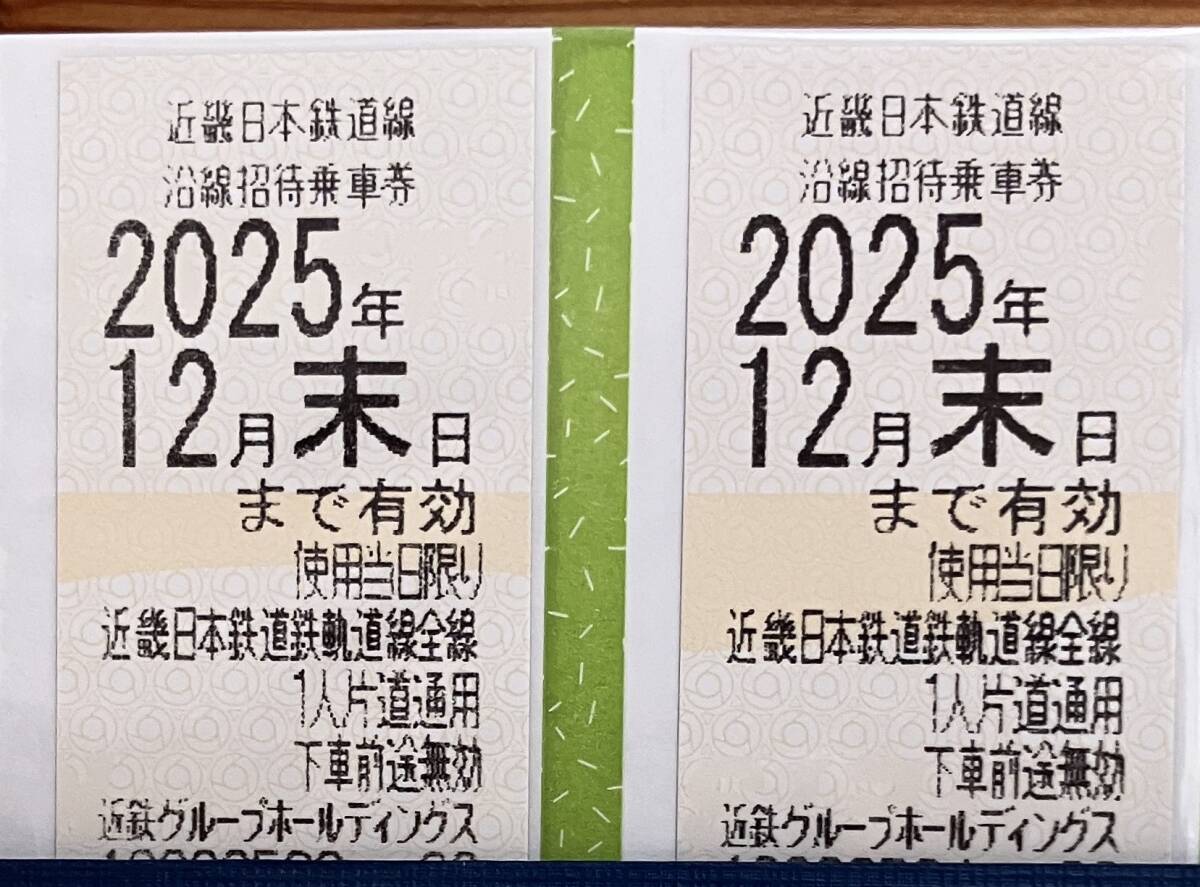 近畿日本鉄道線
沿線招待乗車券
2025年
12月末日
まで有効
使用当日限り
近畿日本鉄道鉄軌道線全線
1人片道通用
下車前途無効
近鉄グループホールディングス
近畿日本鉄道線
沿線招待乗車券
2025年
12月末日
まで有効
使用当日限り
近畿日本鉄道鉄軌道線全線
1人片道通用
下車前途無効
近鉄グループホールディングス